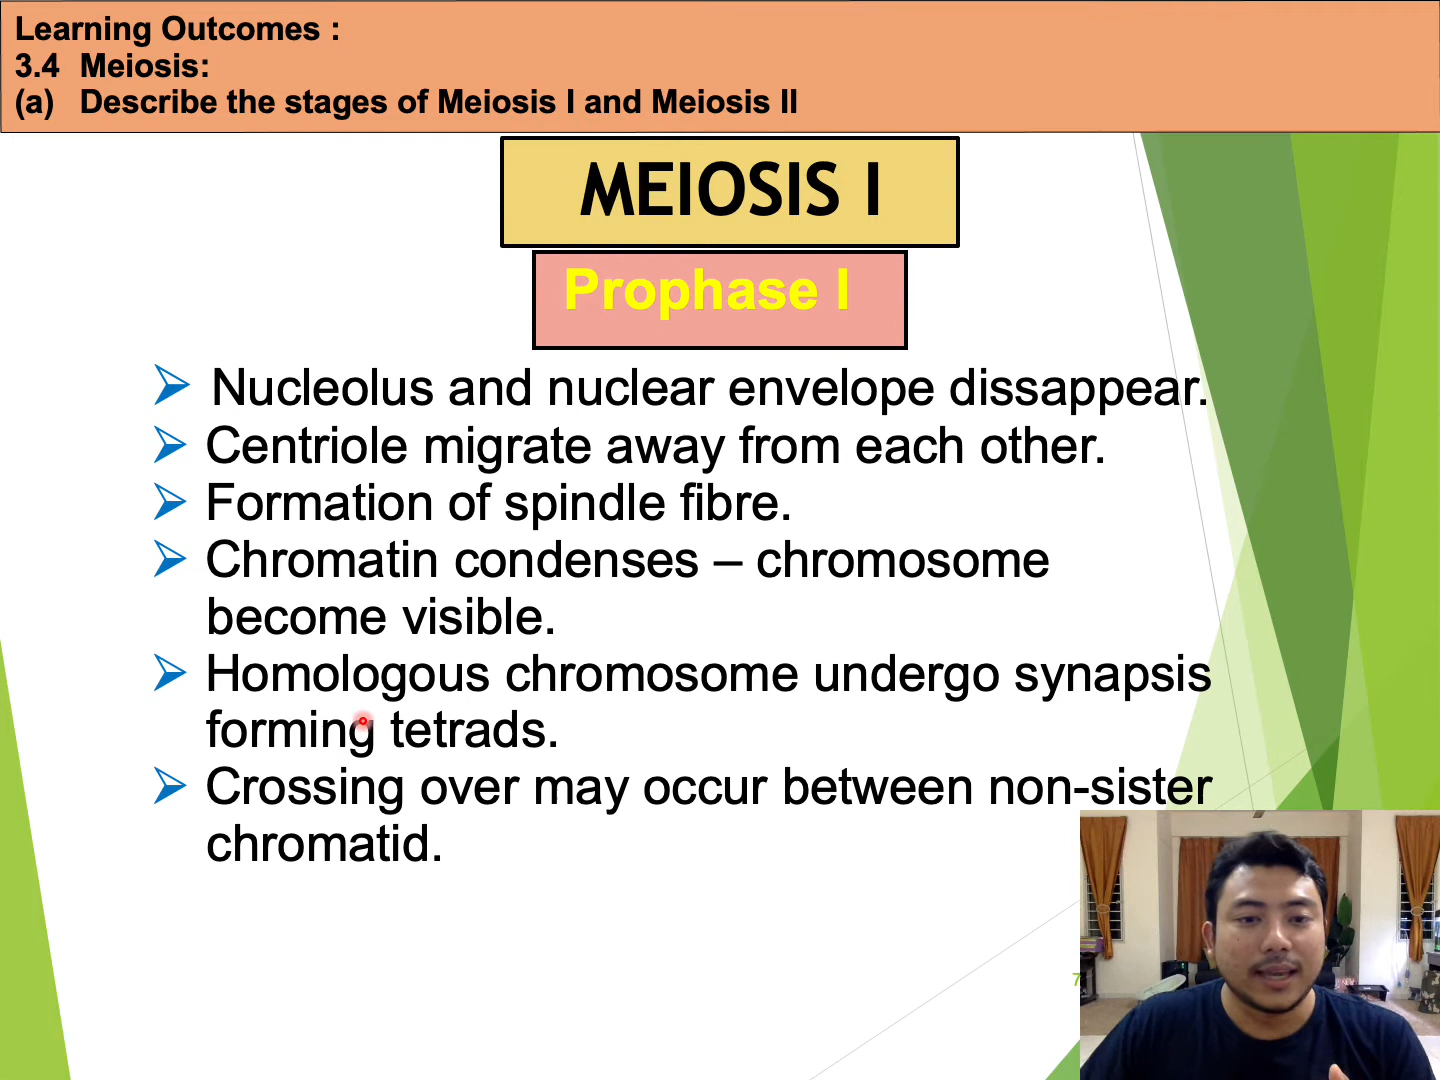 Learning Outcomes :
3.4 Meiosis:
(a) Describe the stages of Meiosis I and Meiosis II
MEIOSIS I
Prophase I
➢ Nucleolus and nuclear envelope dissappear.
➢ Centriole migrate away from each other.
➢ Formation of spindle fibre.
➢ Chromatin condenses – chromosome
become visible.
➢ Homologous chromosome undergo synapsis
forming tetrads.
➢ Crossing over may occur between non-sister
chromatid.
7